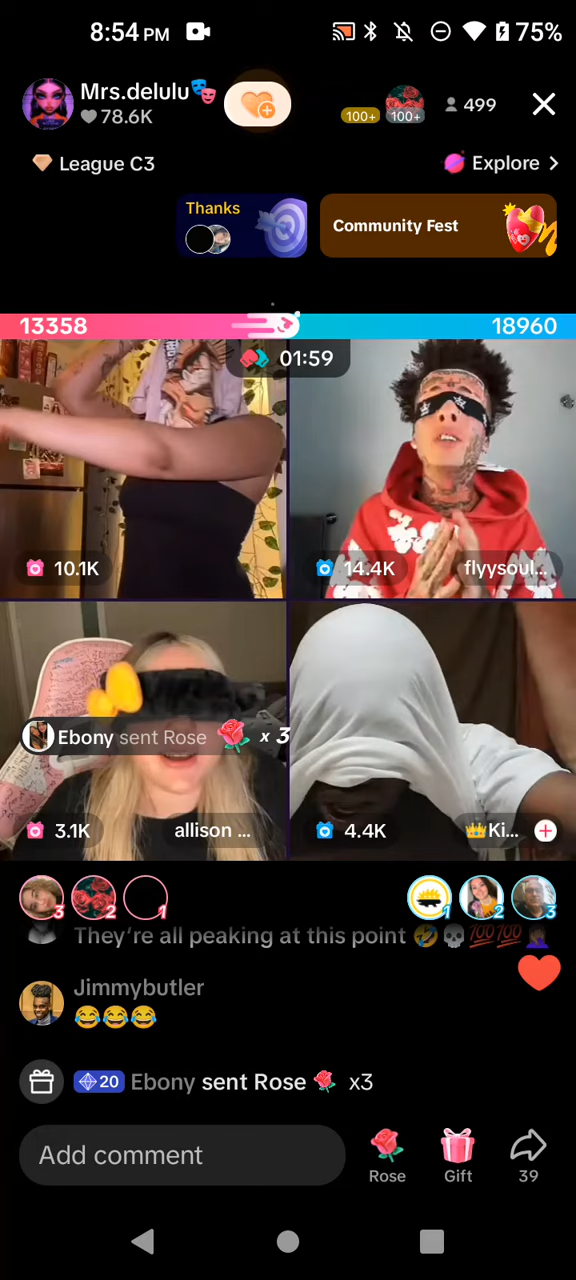 8:54 PM
75%
Mrs.delulu🎭
78.6K
100+
100+
499
League C3
Explore >
Thanks
Community Fest
13358
18960
01:59
10.1K
14.4K
flyysoul...
Ebony sent Rose 🌹 x 3
3.1K
allison ...
4.4K
👑Ki...
3
2
1
1
2
3
They're all peaking at this point 🤣💀💯💯🤦
Jimmybutler
😂😂😂
20 Ebony sent Rose 🌹 x3
Add comment
Rose
Gift
39